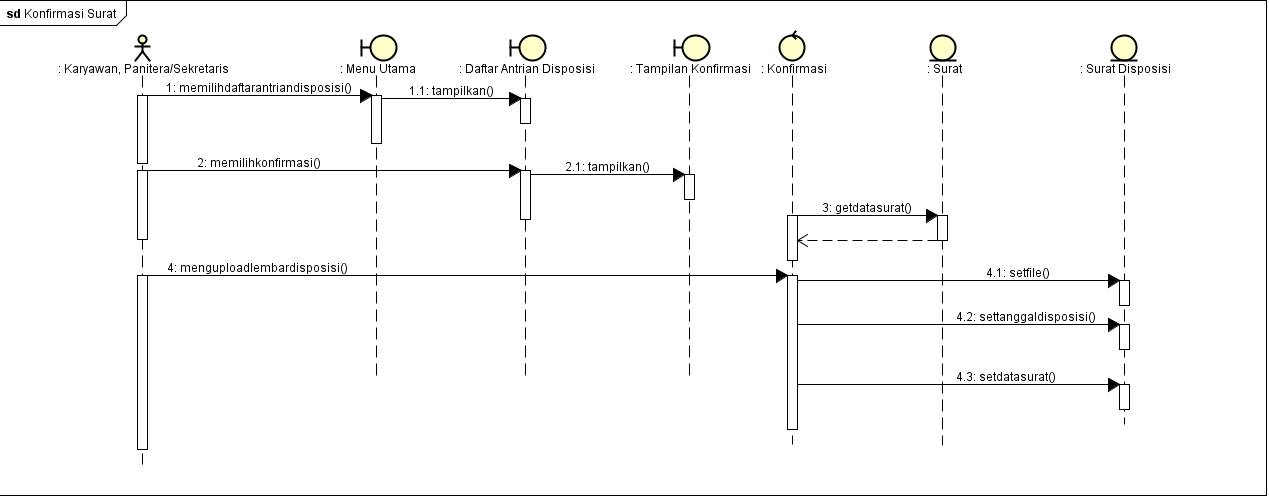 sd Konfirmasi Surat
: Karyawan, Panitera/Sekretaris
: Menu Utama
: Daftar Antrian Disposisi
: Tampilan Konfirmasi
: Konfirmasi
: Surat
: Surat Disposisi
1: memilihdaftarantriandisposisi()
1.1: tampilkan()
2: memilihkonfirmasi()
2.1: tampilkan()
3: getdatasurat()
4: menguploadlembardisposisi()
4.1: setfile()
4.2: settanggaldisposisi()
4.3: setdatasurat()